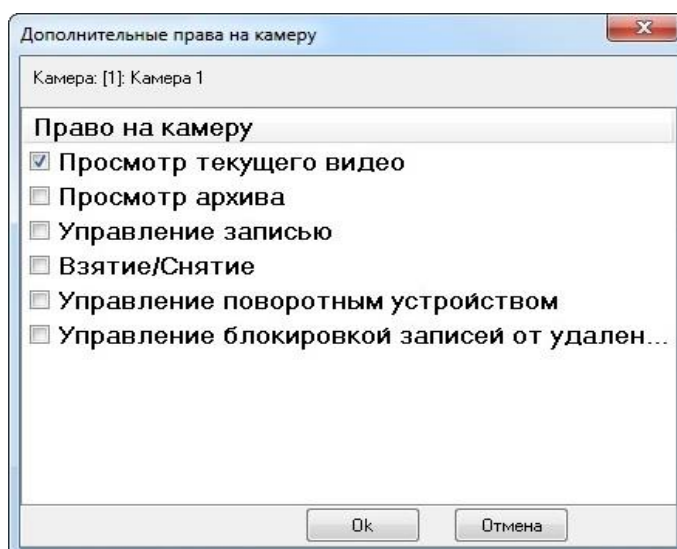 Дополнительные права на камеру
Камера: [1]: Камера 1
Право на камеру
Просмотр текущего видео
Просмотр архива
Управление записью
Взятие/Снятие
Управление поворотным устройством
Управление блокировкой записей от удален...
Ok Отмена